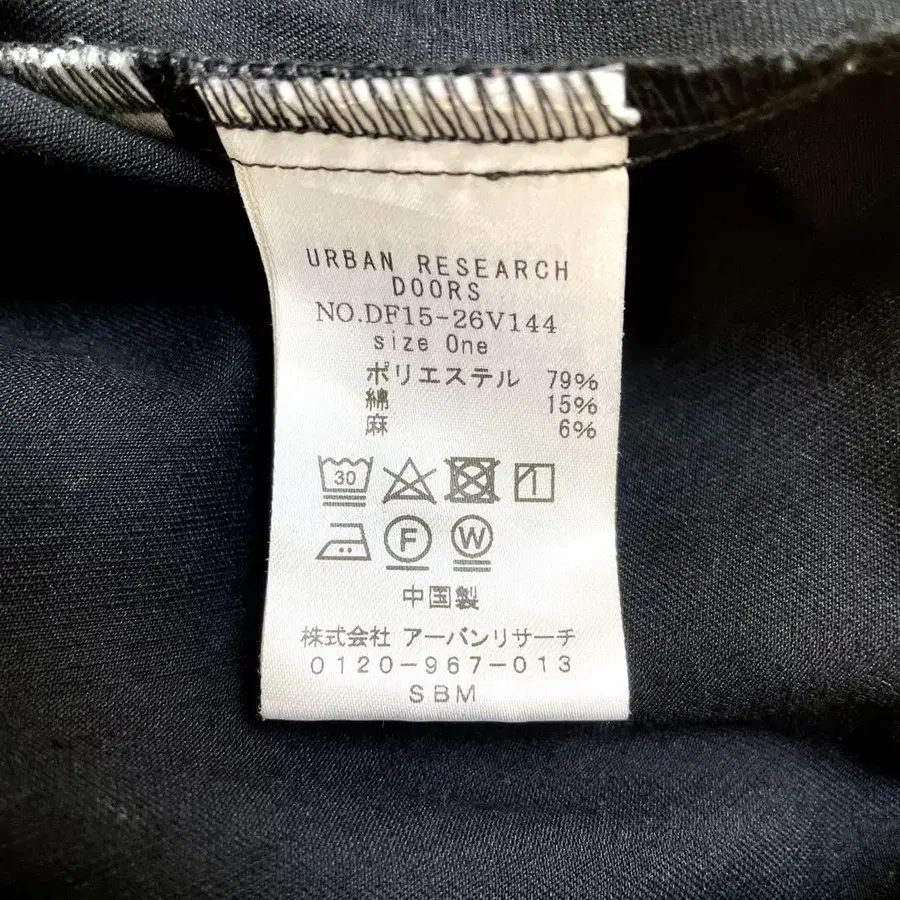 URBAN RESEARCH
DOORS
NO.DF15-26V144
size One
ポリエステル 79%
綿 15%
麻 6%
30
F W
中国製
株式会社 アーバンリサーチ
0120-967-013
SBM